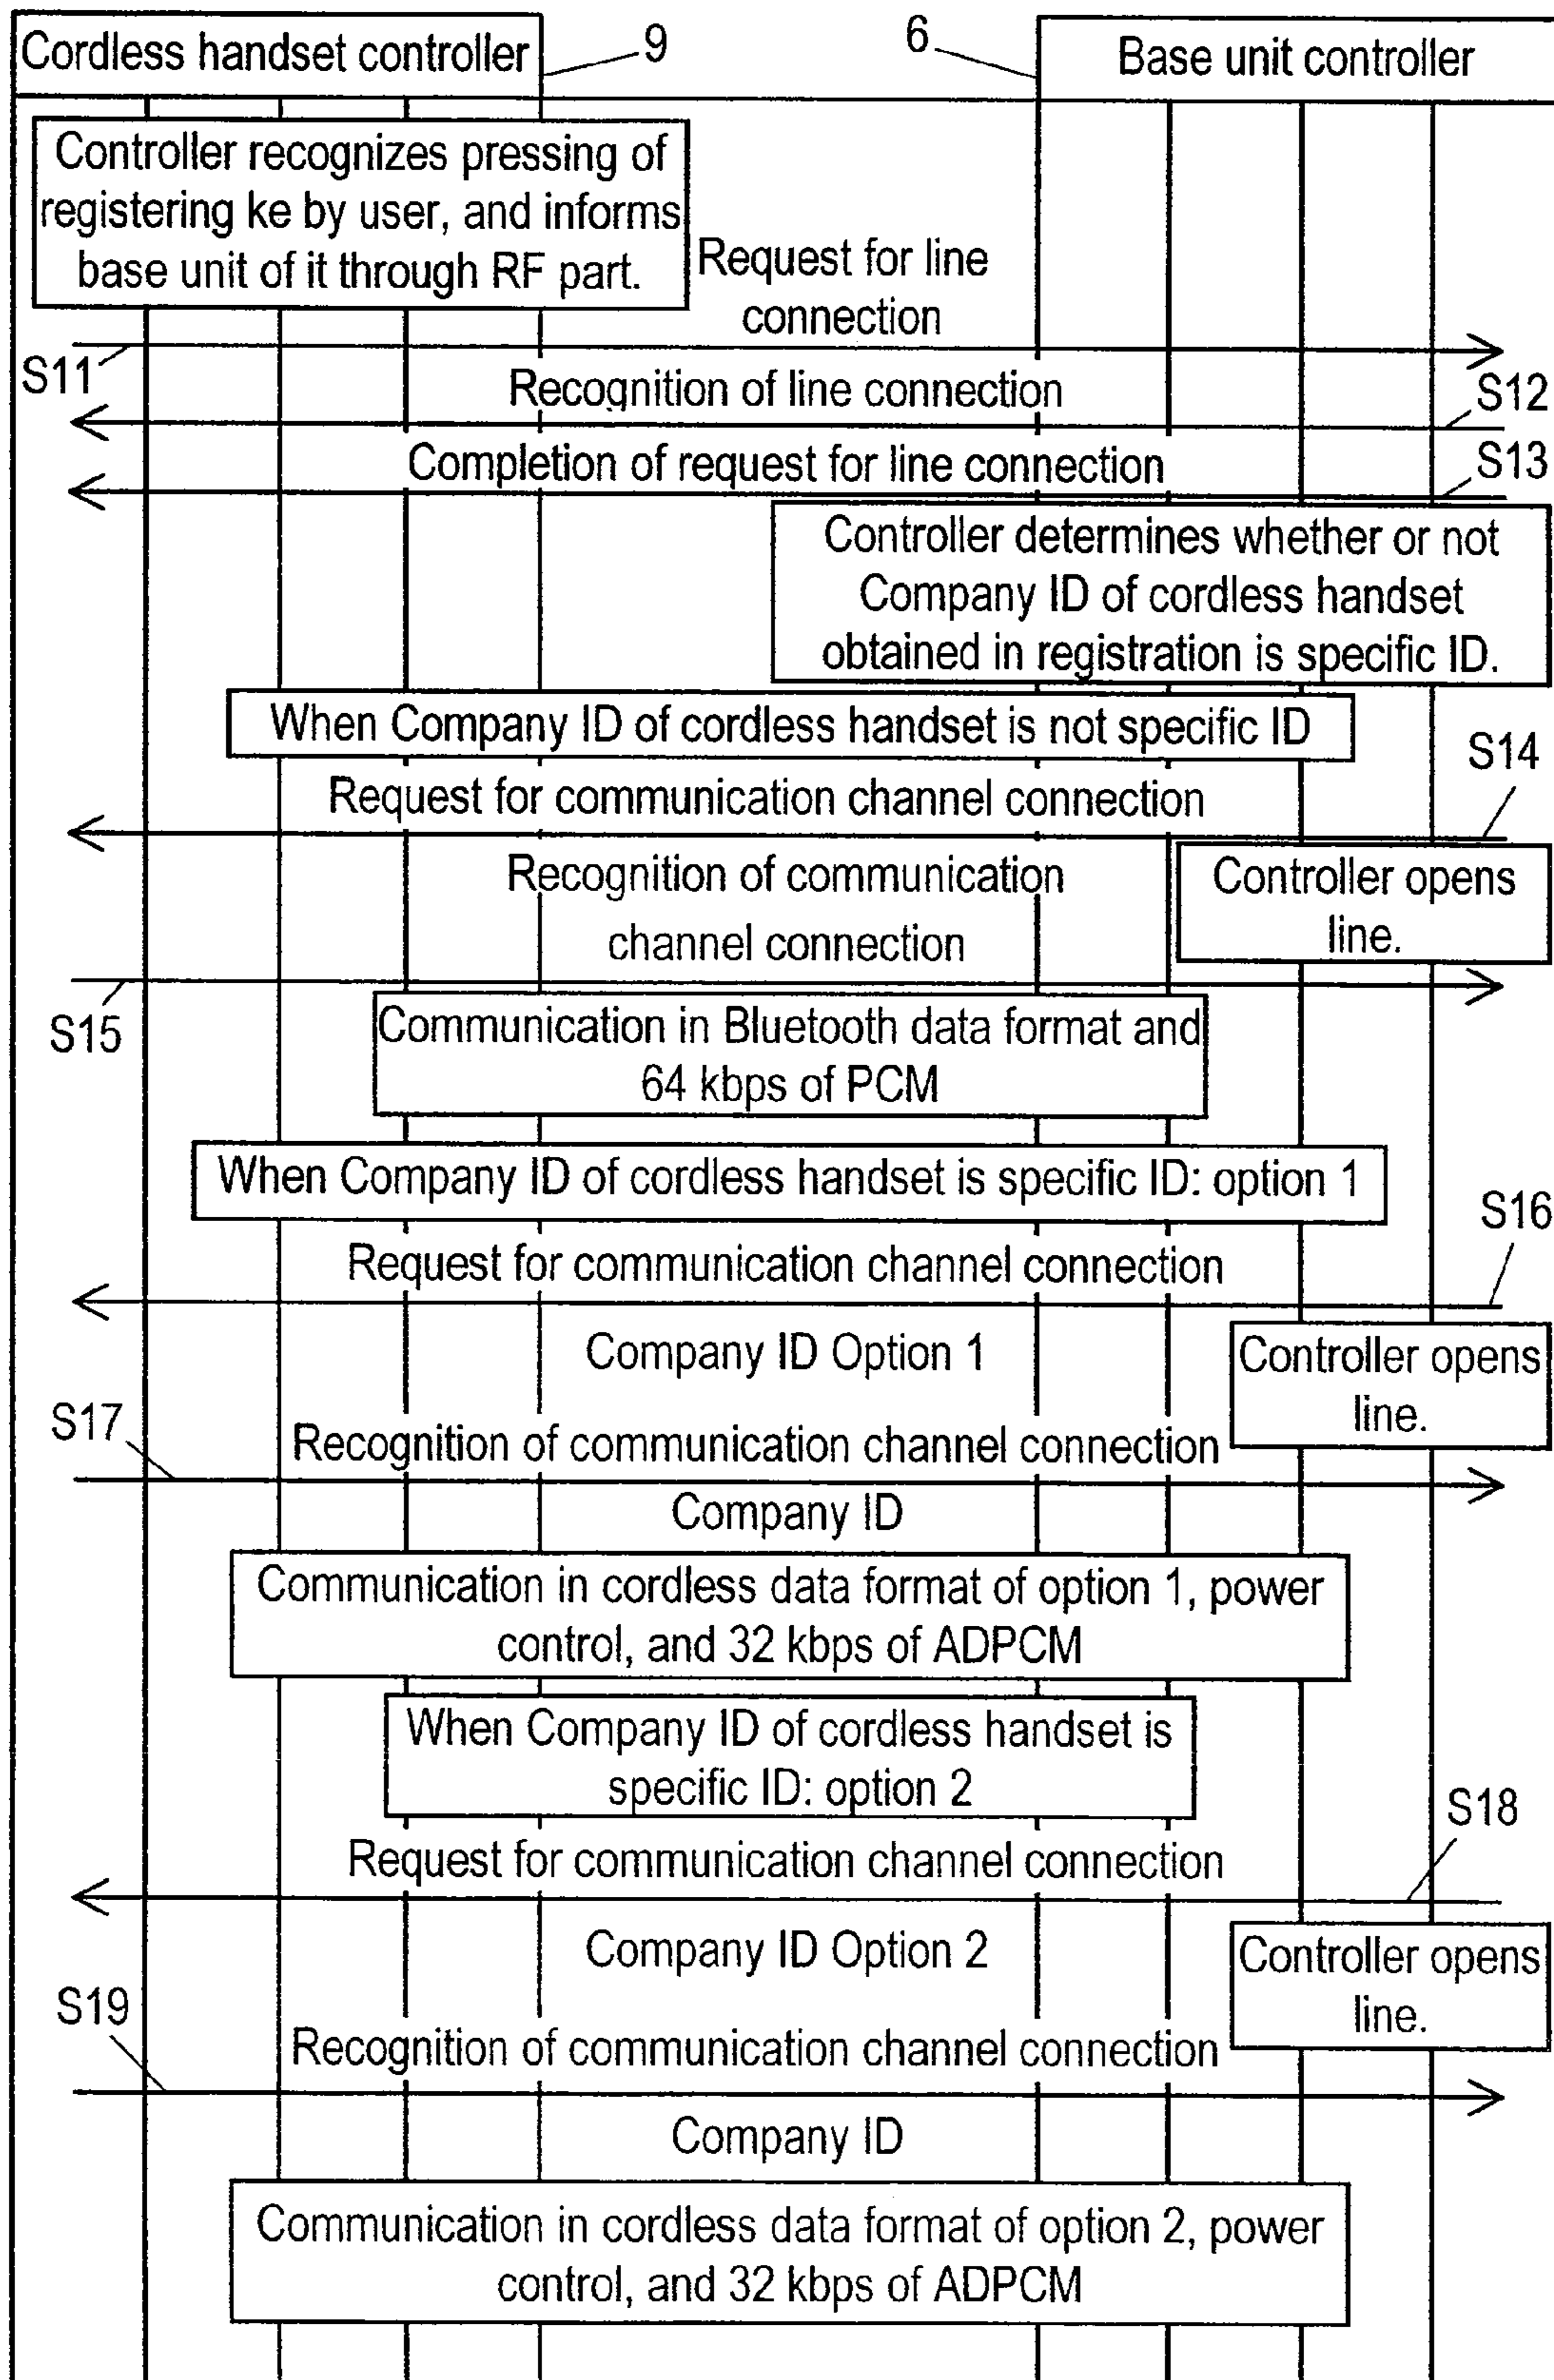 Cordless handset controller
9
6
Base unit controller
Controller recognizes pressing of
registering ke by user, and informs
base unit of it through RF part.
Request for line
connection
S11
Recognition of line connection
S12
Completion of request for line connection
S13
Controller determines whether or not
Company ID of cordless handset
obtained in registration is specific ID.
When Company ID of cordless handset is not specific ID
S14
Request for communication channel connection
Recognition of communication
channel connection
Controller opens
line.
S15
Communication in Bluetooth data format and
64 kbps of PCM
When Company ID of cordless handset is specific ID: option 1
S16
Request for communication channel connection
Company ID Option 1
Controller opens
line.
S17
Recognition of communication channel connection
Company ID
Communication in cordless data format of option 1, power
control, and 32 kbps of ADPCM
When Company ID of cordless handset is
specific ID: option 2
S18
Request for communication channel connection
Company ID Option 2
Controller opens
line.
S19
Recognition of communication channel connection
Company ID
Communication in cordless data format of option 2, power
control, and 32 kbps of ADPCM